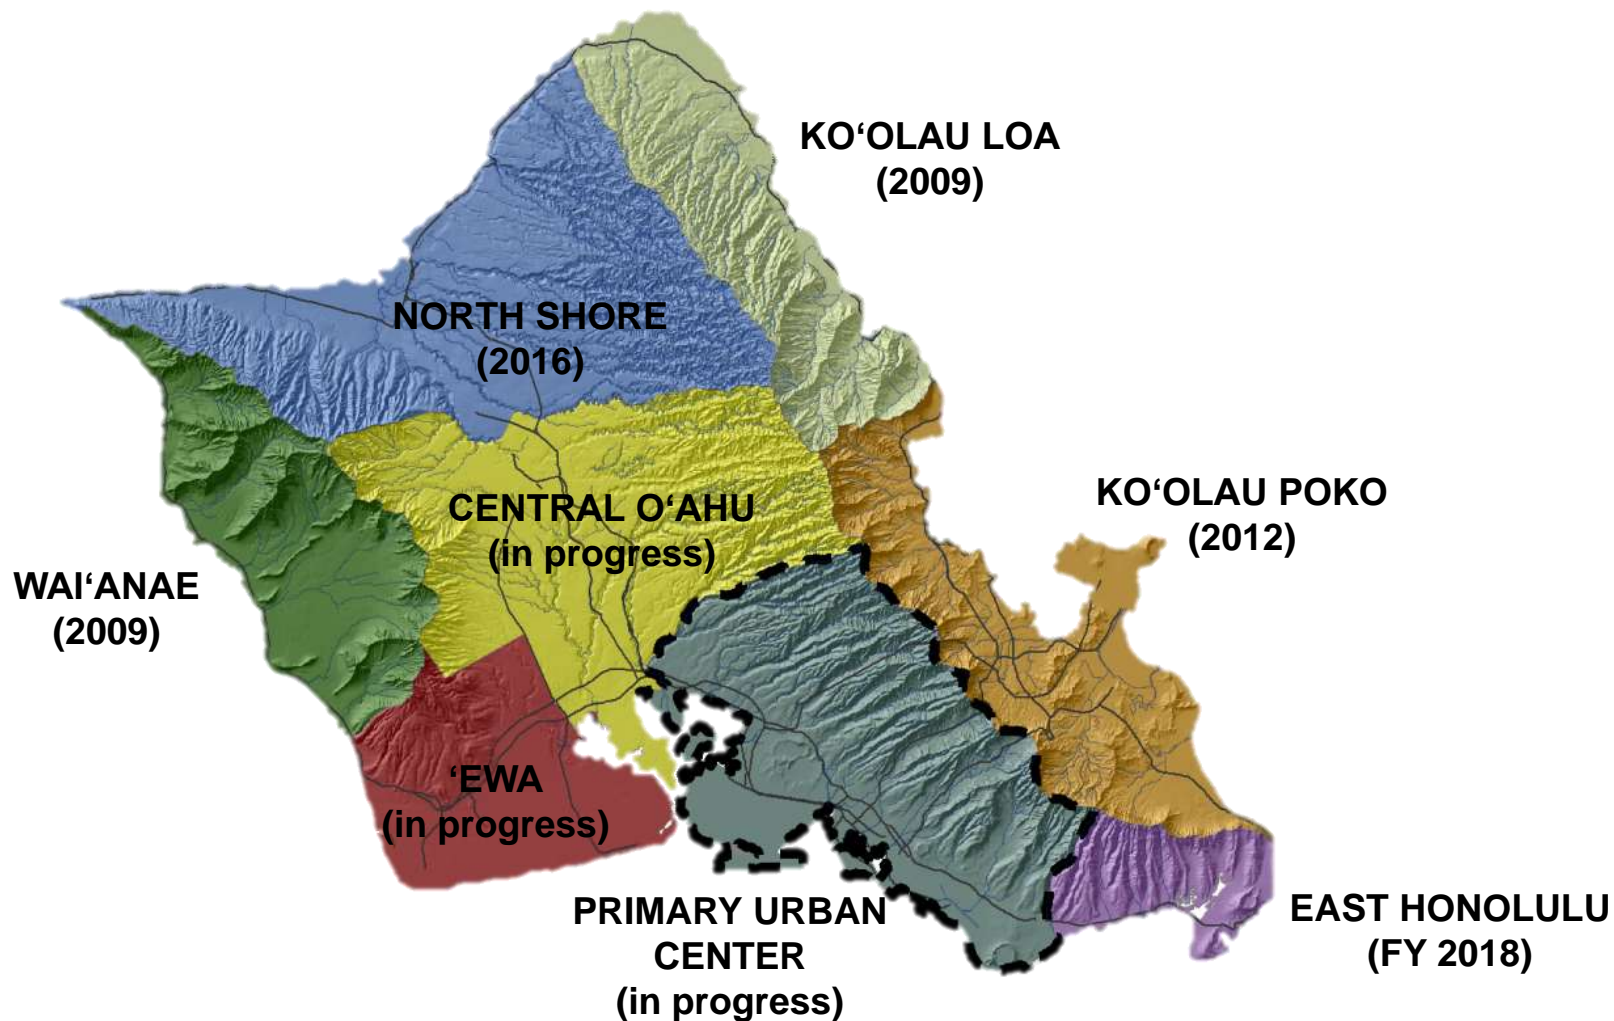 KO‘OLAU LOA
(2009)
NORTH SHORE
(2016)
CENTRAL O‘AHU
(in progress)
KO‘OLAU POKO
(2012)
WAI‘ANAE
(2009)
‘EWA
(in progress)
PRIMARY URBAN
CENTER
(in progress)
EAST HONOLULU
(FY 2018)